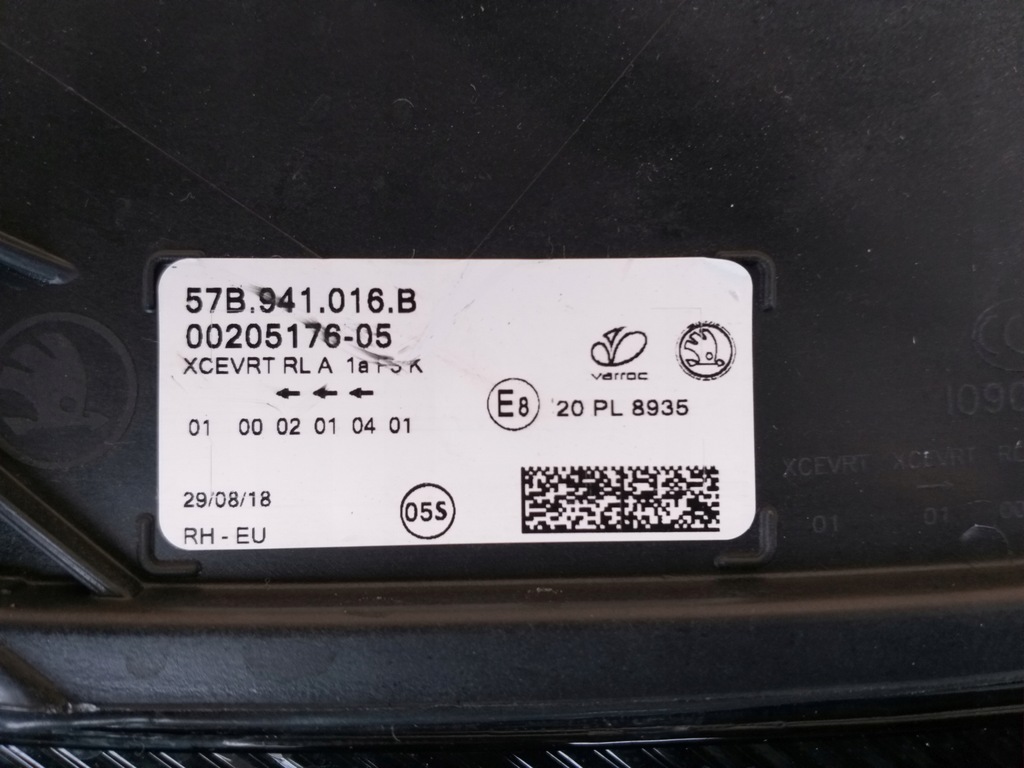 57B.941.016.B
00205176-05
XCEVRT RL A 1a
varroc
E8 20 PL 8935
01 00 02 01 04 01
29/08/18
05S
RH - EU
XCEVRT XCEVRT
01 01